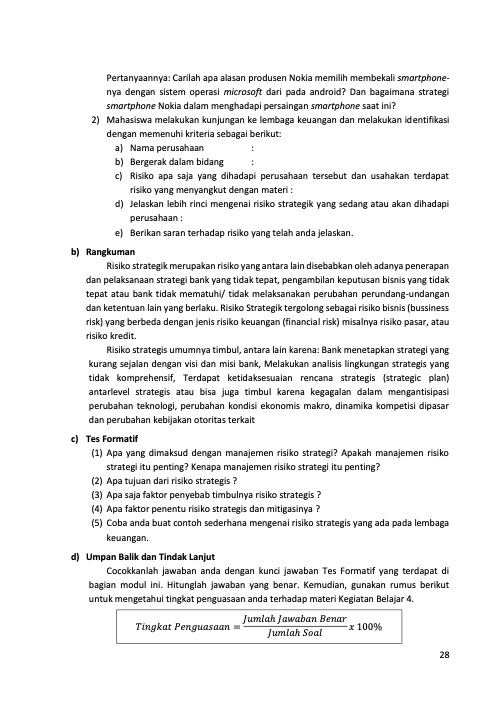 Pertanyaannya: Carilah apa alasan produsen Nokia memilih membekali smartphone-
nya dengan sistem operasi microsoft dari pada android? Dan bagaimana strategi
smartphone Nokia dalam menghadapi persaingan smartphone saat ini?
2) Mahasiswa melakukan kunjungan ke lembaga keuangan dan melakukan identifikasi
dengan memenuhi kriteria sebagai berikut:
a) Nama perusahaan :
b) Bergerak dalam bidang :
c) Risiko apa saja yang dihadapi perusahaan tersebut dan usahakan terdapat
risiko yang menyangkut dengan materi :
d) Jelaskan lebih rinci mengenai risiko strategik yang sedang atau akan dihadapi
perusahaan :
e) Berikan saran terhadap risiko yang telah anda jelaskan.
b) Rangkuman
Risiko strategik merupakan risiko yang antara lain disebabkan oleh adanya penerapan
dan pelaksanaan strategi bank yang tidak tepat, pengambilan keputusan bisnis yang tidak
tepat atau bank tidak mematuhi/ tidak melaksanakan perubahan perundang-undangan
dan ketentuan lain yang berlaku. Risiko Strategik tergolong sebagai risiko bisnis (bussiness
risk) yang berbeda dengan jenis risiko keuangan (financial risk) misalnya risiko pasar, atau
risiko kredit.
Risiko strategis umumnya timbul, antara lain karena: Bank menetapkan strategi yang
kurang sejalan dengan visi dan misi bank, Melakukan analisis lingkungan strategis yang
tidak komprehensif, Terdapat ketidaksesuaian rencana strategis (strategic plan)
antarlevel strategis atau bisa juga timbul karena kegagalan dalam mengantisipasi
perubahan teknologi, perubahan kondisi ekonomis makro, dinamika kompetisi dipasar
dan perubahan kebijakan otoritas terkait
c) Tes Formatif
(1) Apa yang dimaksud dengan manajemen risiko strategi? Apakah manajemen risiko
strategi itu penting? Kenapa manajemen risiko strategi itu penting?
(2) Apa tujuan dari risiko strategis ?
(3) Apa saja faktor penyebab timbulnya risiko strategis ?
(4) Apa faktor penentu risiko strategis dan mitigasinya ?
(5) Coba anda buat contoh sederhana mengenai risiko strategis yang ada pada lembaga
keuangan.
d) Umpan Balik dan Tindak Lanjut
Cocokkanlah jawaban anda dengan kunci jawaban Tes Formatif yang terdapat di
bagian modul ini. Hitunglah jawaban yang benar. Kemudian, gunakan rumus berikut
untuk mengetahui tingkat penguasaan anda terhadap materi Kegiatan Belajar 4.
Tingkat Penguasaan = Jumlah Jawaban Benar / Jumlah Soal x 100%
28